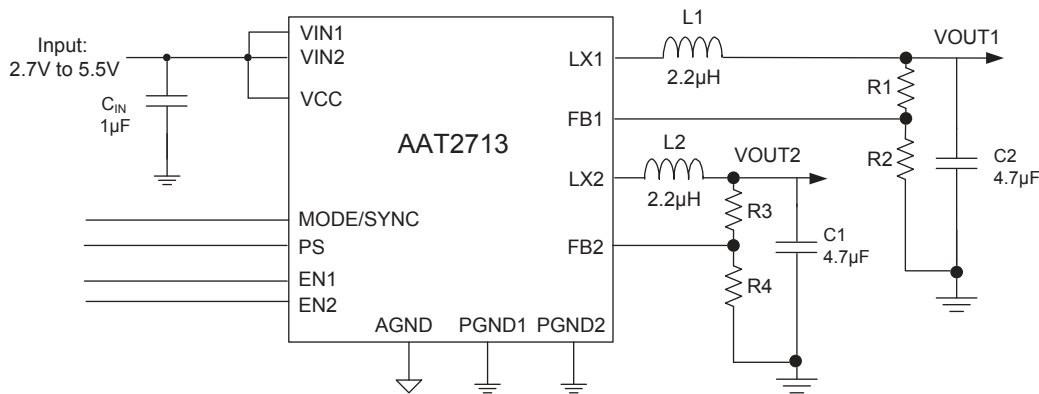 Input:
2.7V to 5.5V
C_IN
1µF
VIN1
VIN2
VCC
MODE/SYNC
PS
EN1
EN2
AAT2713
AGND
PGND1
PGND2
LX1
FB1
LX2
FB2
L1
2.2µH
VOUT1
R1
R2
C2
4.7µF
L2
2.2µH
VOUT2
R3
R4
C1
4.7µF